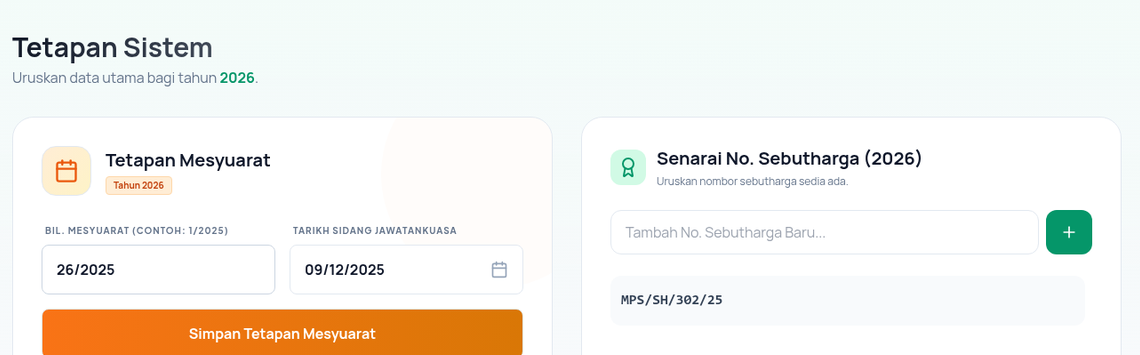 Tetapan Sistem
Uruskan data utama bagi tahun 2026.
Tetapan Mesyuarat
Tahun 2026
BIL. MESYUARAT (CONTOH: 1/2025)
TARIKH SIDANG JAWATANKUASA
26/2025
09/12/2025
Simpan Tetapan Mesyuarat
Senarai No. Sebutharga (2026)
Uruskan nombor sebutharga sedia ada.
Tambah No. Sebutharga Baru...
+
MPS/SH/302/25